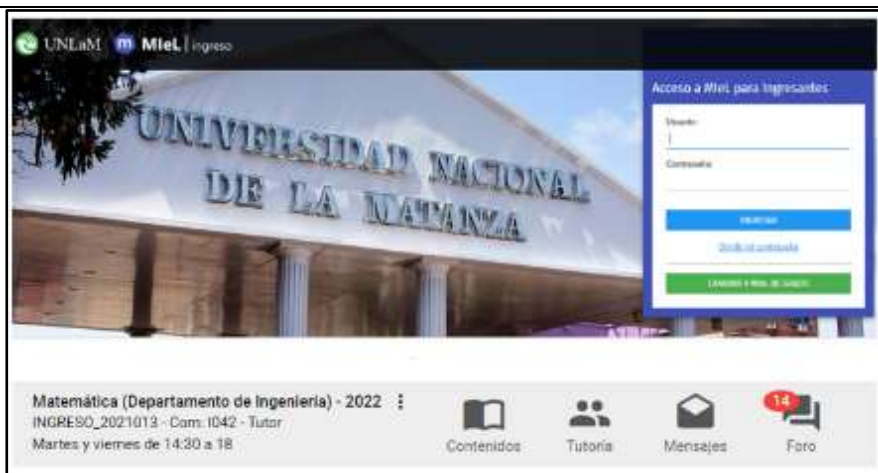 UNLaM m MIeL | ingreso
Acceso a MIeL para Ingresantes
Usuario
Contraseña
UNIVERSIDAD NACIONAL
DE LA MATANZA
Matemática (Departamento de Ingeniería) - 2022
INGRESO_2021013 - Com: I042 - Tutor
Martes y viernes de 14:30 a 18
Contenidos
Tutoría
Mensajes
14
Foro